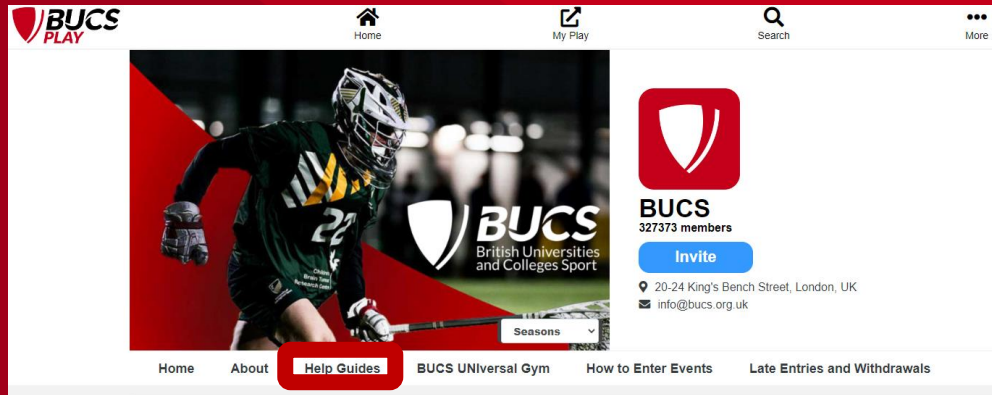 BUCS
PLAY
Home
My Play
Search
More
22
BUCS
British Universities
and Colleges Sport
Seasons
BUCS
327373 members
Invite
20-24 King's Bench Street, London, UK
info@bucs.org.uk
Home About Help Guides BUCS UNIversal Gym How to Enter Events Late Entries and Withdrawals